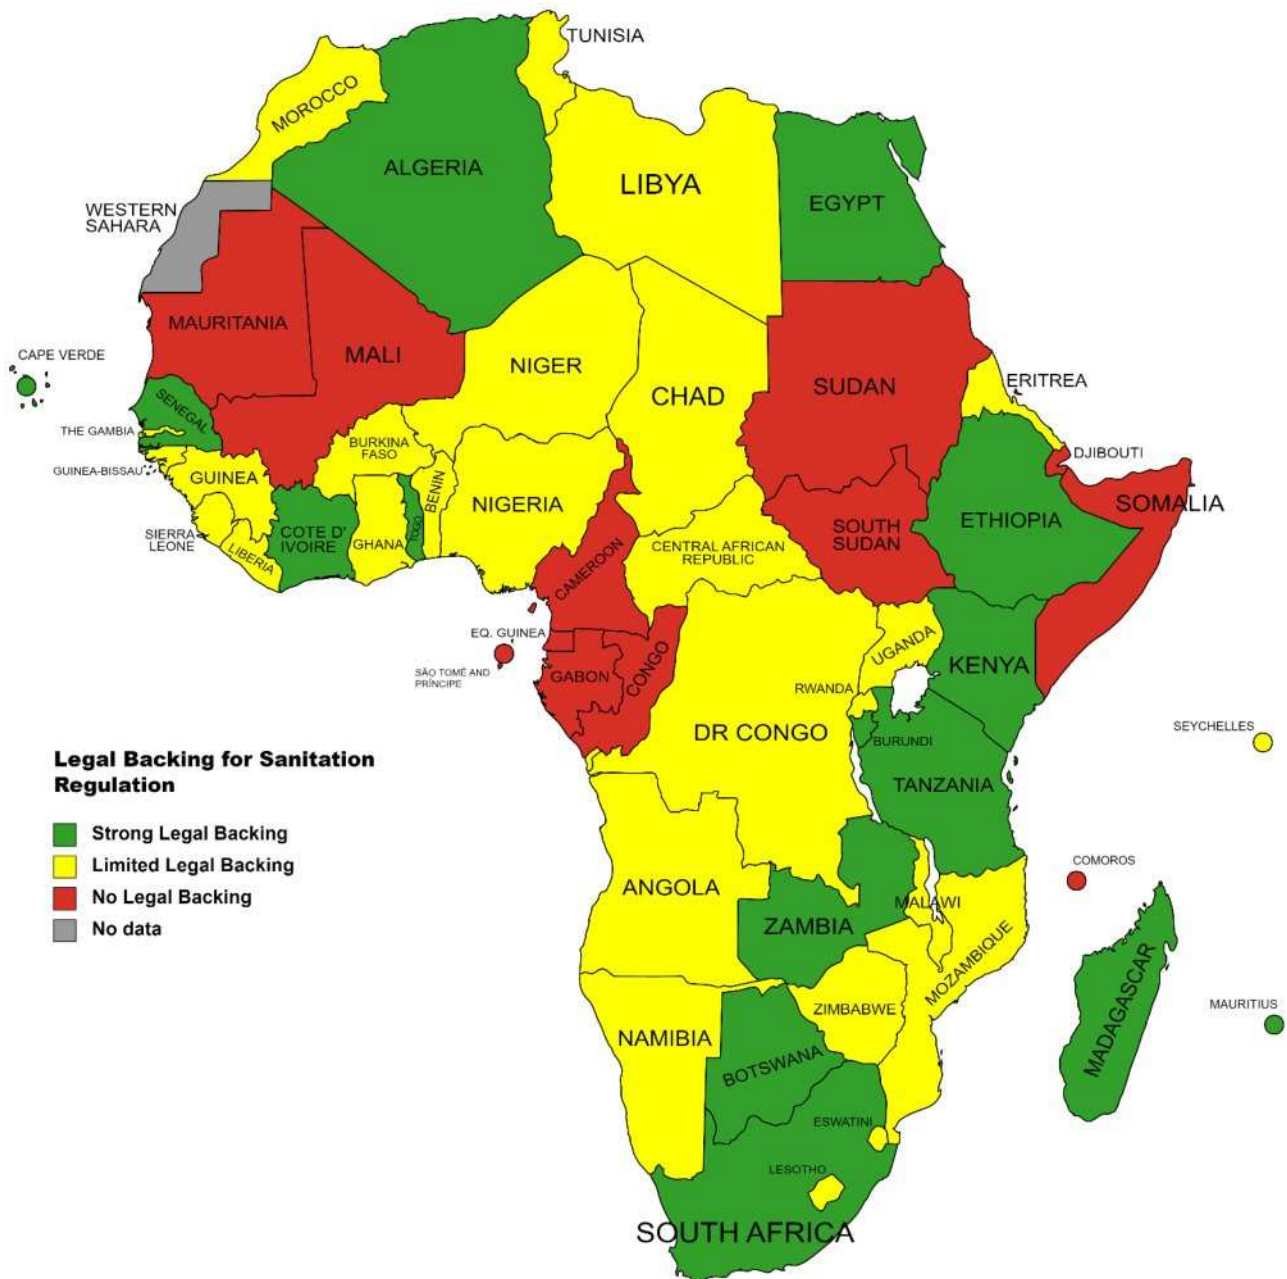 TUNISIA
MOROCCO
ALGERIA
LIBYA
EGYPT
WESTERN
SAHARA
MAURITANIA
MALI
NIGER
CHAD
SUDAN
ERITREA
CAPE VERDE
SENEGAL
THE GAMBIA
GUINEA-BISSAU
GUINEA
BURKINA
FASO
BENIN
NIGERIA
DJIBOUTI
SOMALIA
SIERRA
LEONE
LIBERIA
COTE D'
IVOIRE
GHANA
TOGO
CAMEROON
CENTRAL AFRICAN
REPUBLIC
SOUTH
SUDAN
ETHIOPIA
EQ. GUINEA
SÃO TOMÉ AND
PRÍNCIPE
GABON
CONGO
UGANDA
KENYA
RWANDA
DR CONGO
BURUNDI
TANZANIA
SEYCHELLES
Legal Backing for Sanitation
Regulation
Strong Legal Backing
Limited Legal Backing
No Legal Backing
No data
ANGOLA
ZAMBIA
MALAWI
COMOROS
MOZAMBIQUE
ZIMBABWE
NAMIBIA
BOTSWANA
MADAGASCAR
MAURITIUS
ESWATINI
LESOTHO
SOUTH AFRICA